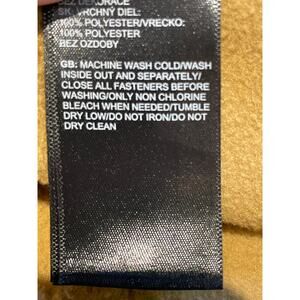 BEZ DEKORÁCE
SK: VRCHNÝ DIEL:
100% POLYESTER/VRECKO:
100% POLYESTER
BEZ OZDOBY
GB: MACHINE WASH COLD/WASH
INSIDE OUT AND SEPARATELY/
CLOSE ALL FASTENERS BEFORE
WASHING/ONLY NON CHLORINE
BLEACH WHEN NEEDED/TUMBLE
DRY LOW/DO NOT IRON/DO NOT
DRY CLEAN